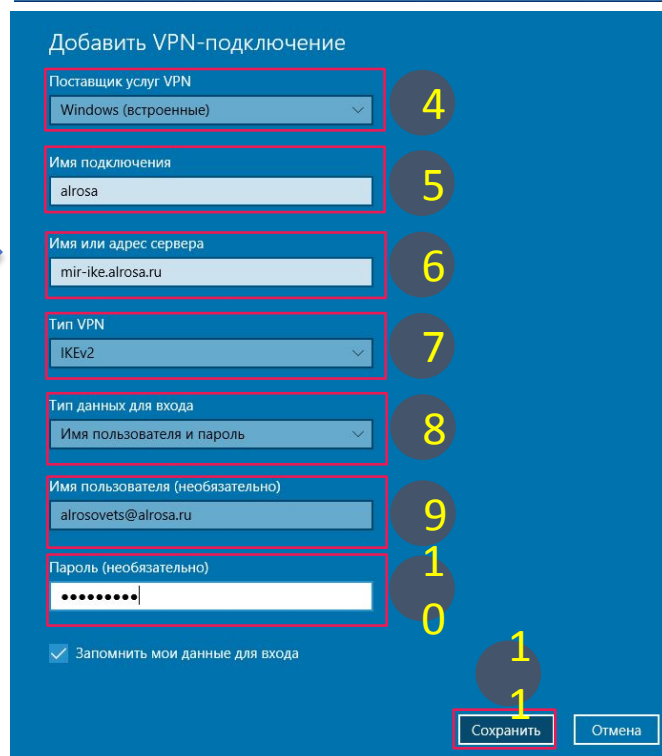 Добавить VPN-подключение
Поставщик услуг VPN
Windows (встроенные)
4
Имя подключения
alrosa
5
Имя или адрес сервера
mir-ike.alrosa.ru
6
Тип VPN
IKEv2
7
Тип данных для входа
Имя пользователя и пароль
8
Имя пользователя (необязательно)
alrosovets@alrosa.ru
9
Пароль (необязательно)
•••••••••
1
0
Запомнить мои данные для входа
1
1
Сохранить Отмена